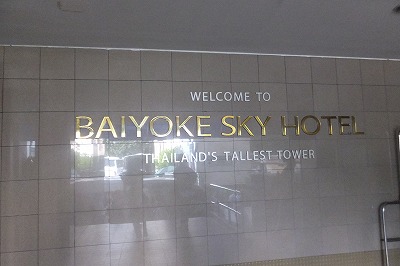 WELCOME TO
BAIYOKE SKY HOTEL
THAILAND'S TALLEST TOWER